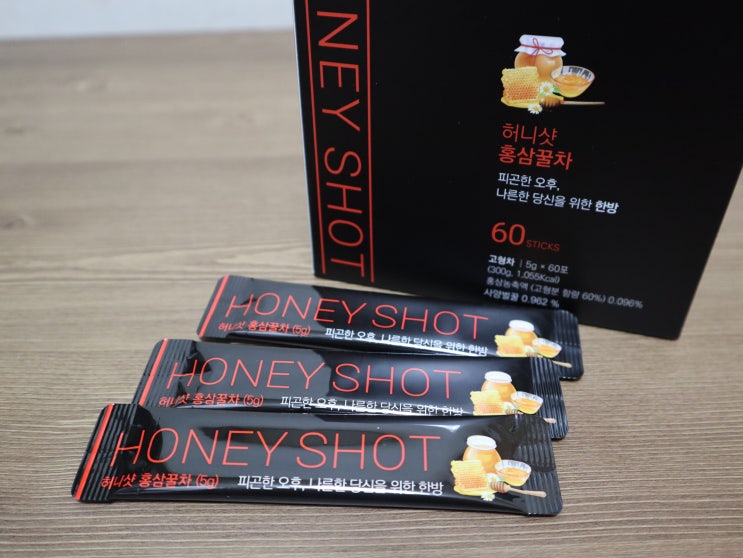 NEY SHOT
허니샷
홍삼꿀차
피곤한 오후,
나른한 당신을 위한 한방
60 STICKS
고형차 | 5g × 60포
(300g, 1,055Kcal)
홍삼농축액 (고형분 함량 60%) 0.096%
사양벌꿀 0.962 %
HONEY SHOT
허니샷 홍삼꿀차 (5g)
피곤한 오후, 나른한 당신을 위한 한방
HONEY SHOT
허니샷 홍삼꿀차 (5g)
피곤한 오후, 나른한 당신을 위한 한방
HONEY SHOT
허니샷 홍삼꿀차 (5g)
피곤한 오후, 나른한 당신을 위한 한방